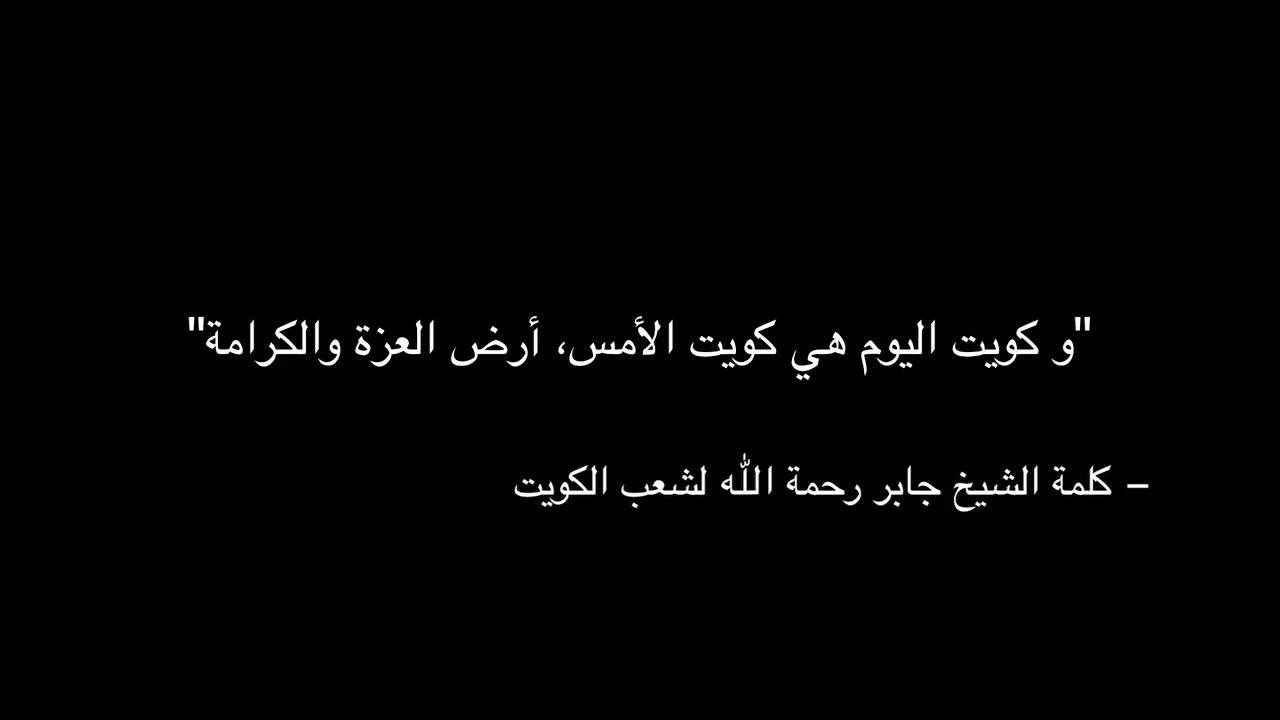 "و كويت اليوم هي كويت الأمس، أرض العزة والكرامة"
– كلمة الشيخ جابر رحمة الله لشعب الكويت